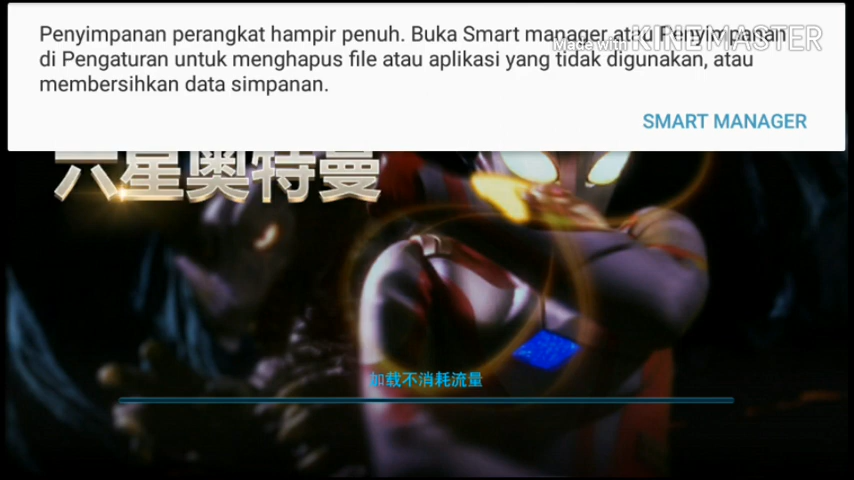 Penyimpanan perangkat hampir penuh. Buka Smart manager atau Penyimpanan
di Pengaturan untuk menghapus file atau aplikasi yang tidak digunakan, atau
membersihkan data simpanan.
Made with KINEMASTER
SMART MANAGER
六星奥特曼
加载不消耗流量